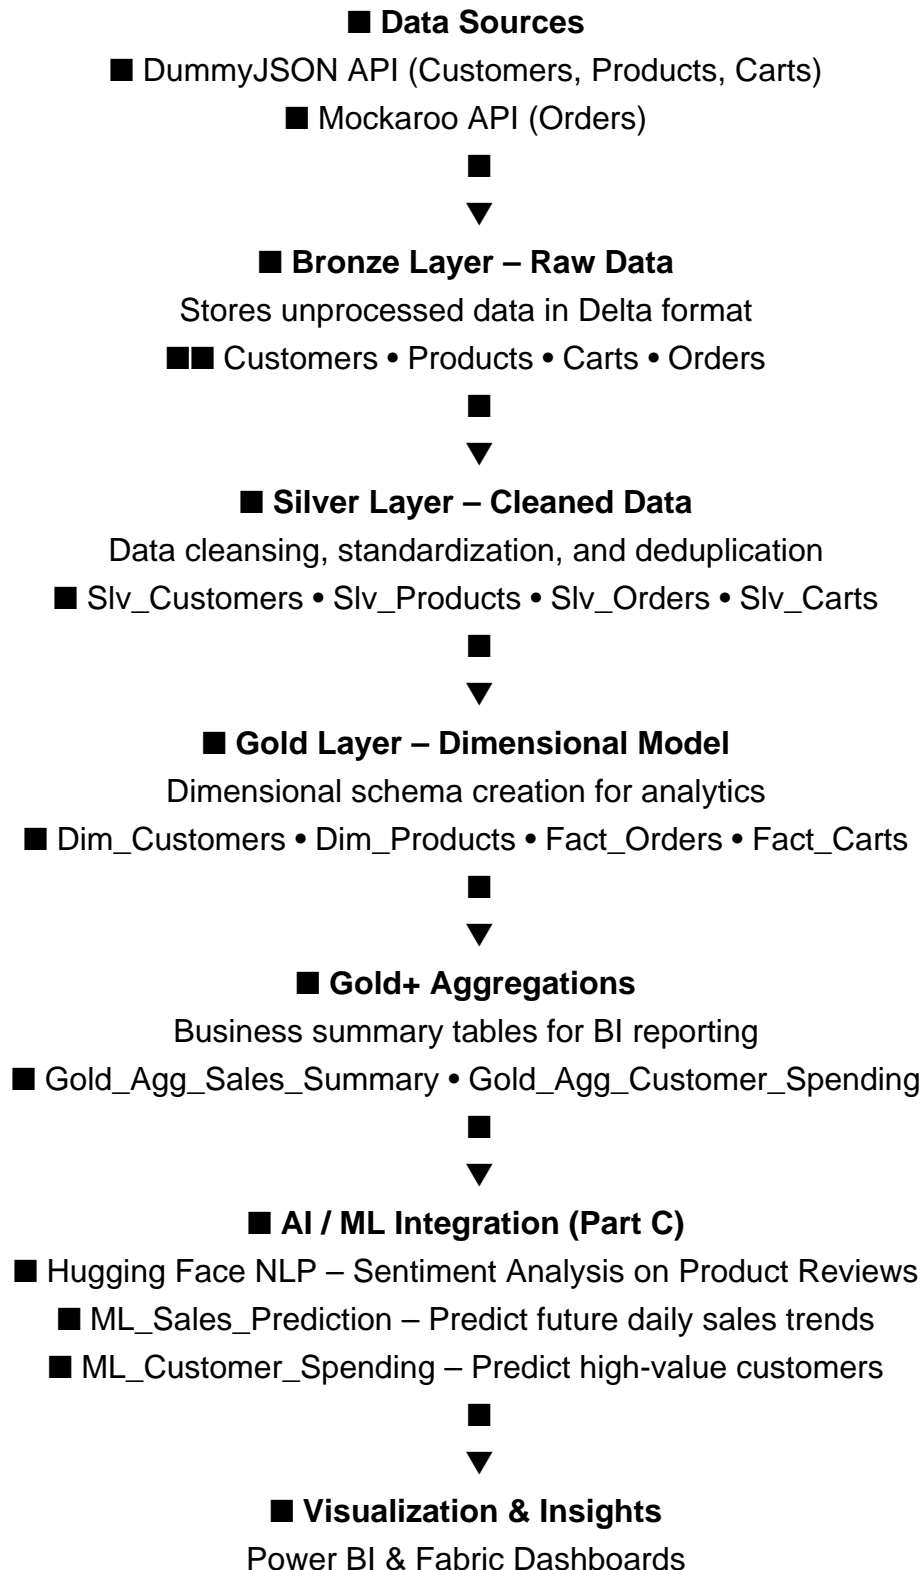 ■ Data Sources
■ DummyJSON API (Customers, Products, Carts)
■ Mockaroo API (Orders)
■
▼
■ Bronze Layer – Raw Data
Stores unprocessed data in Delta format
■■ Customers • Products • Carts • Orders
■
▼
■ Silver Layer – Cleaned Data
Data cleansing, standardization, and deduplication
■ Slv_Customers • Slv_Products • Slv_Orders • Slv_Carts
■
▼
■ Gold Layer – Dimensional Model
Dimensional schema creation for analytics
■ Dim_Customers • Dim_Products • Fact_Orders • Fact_Carts
■
▼
■ Gold+ Aggregations
Business summary tables for BI reporting
■ Gold_Agg_Sales_Summary • Gold_Agg_Customer_Spending
■
▼
■ AI / ML Integration (Part C)
■ Hugging Face NLP – Sentiment Analysis on Product Reviews
■ ML_Sales_Prediction – Predict future daily sales trends
■ ML_Customer_Spending – Predict high-value customers
■
▼
■ Visualization & Insights
Power BI & Fabric Dashboards